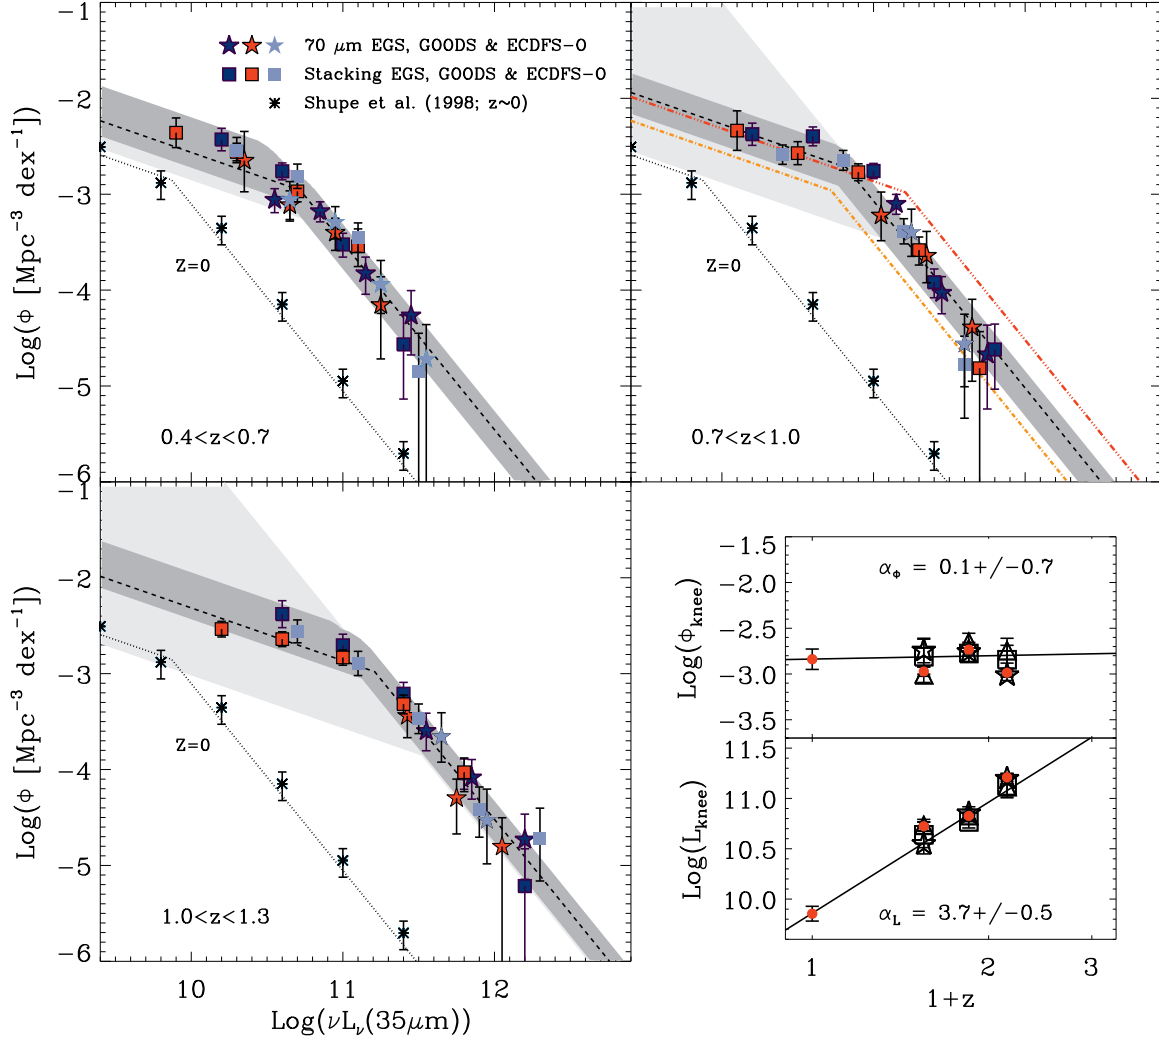 −1
−2
−3
−4
−5
−6
Log(Φ [Mpc⁻³ dex⁻¹])
70 μm EGS, GOODS & ECDFS−O
Stacking EGS, GOODS & ECDFS−O
Shupe et al. (1998; z~0)
Z=0
0.4<z<0.7
Z=0
0.7<z<1.0
−1
−2
−3
−4
−5
−6
Log(Φ [Mpc⁻³ dex⁻¹])
Z=0
1.0<z<1.3
10 11 12
Log(νLν(35μm))
−1.5
−2.0
−2.5
−3.0
−3.5
Log(Φknee)
αΦ = 0.1+/−0.7
11.5
11.0
10.5
10.0
Log(Lknee)
αL = 3.7+/−0.5
1 2 3
1+z